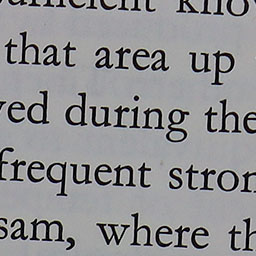 that area up
ved during the
frequent stron
sam, where th